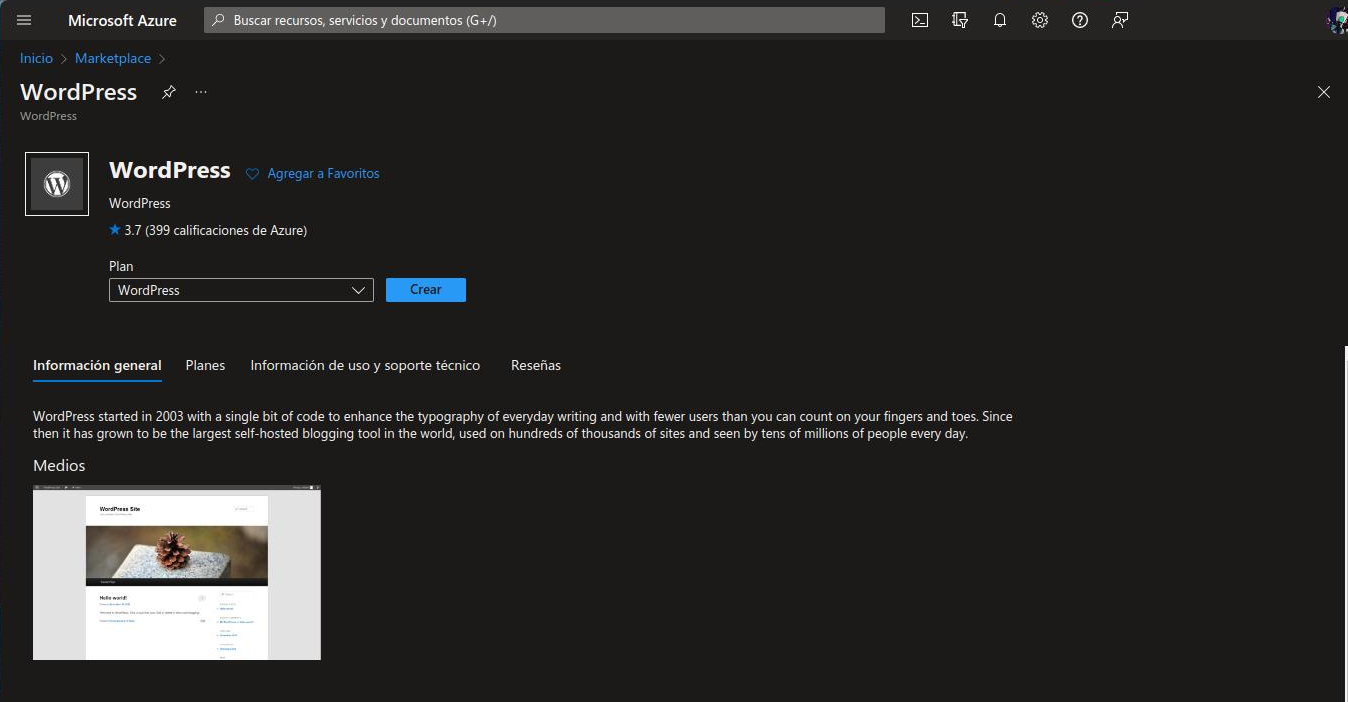 Microsoft Azure
Buscar recursos, servicios y documentos (G+/)
Inicio > Marketplace >
WordPress
WordPress
WordPress
Agregar a Favoritos
WordPress
3.7 (399 calificaciones de Azure)
Plan
WordPress
Crear
Información general
Planes
Información de uso y soporte técnico
Reseñas
WordPress started in 2003 with a single bit of code to enhance the typography of everyday writing and with fewer users than you can count on your fingers and toes. Since
then it has grown to be the largest self-hosted blogging tool in the world, used on hundreds of thousands of sites and seen by tens of millions of people every day.
Medios
WordPress Site
Hello world!